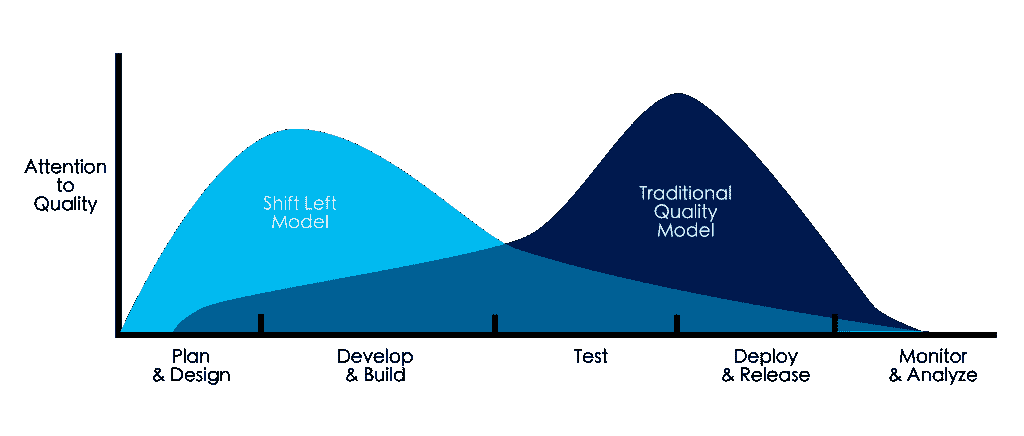 Attention
to
Quality
Shift Left
Model
Traditional
Quality
Model
Plan
& Design
Develop
& Build
Test
Deploy
& Release
Monitor
& Analyze